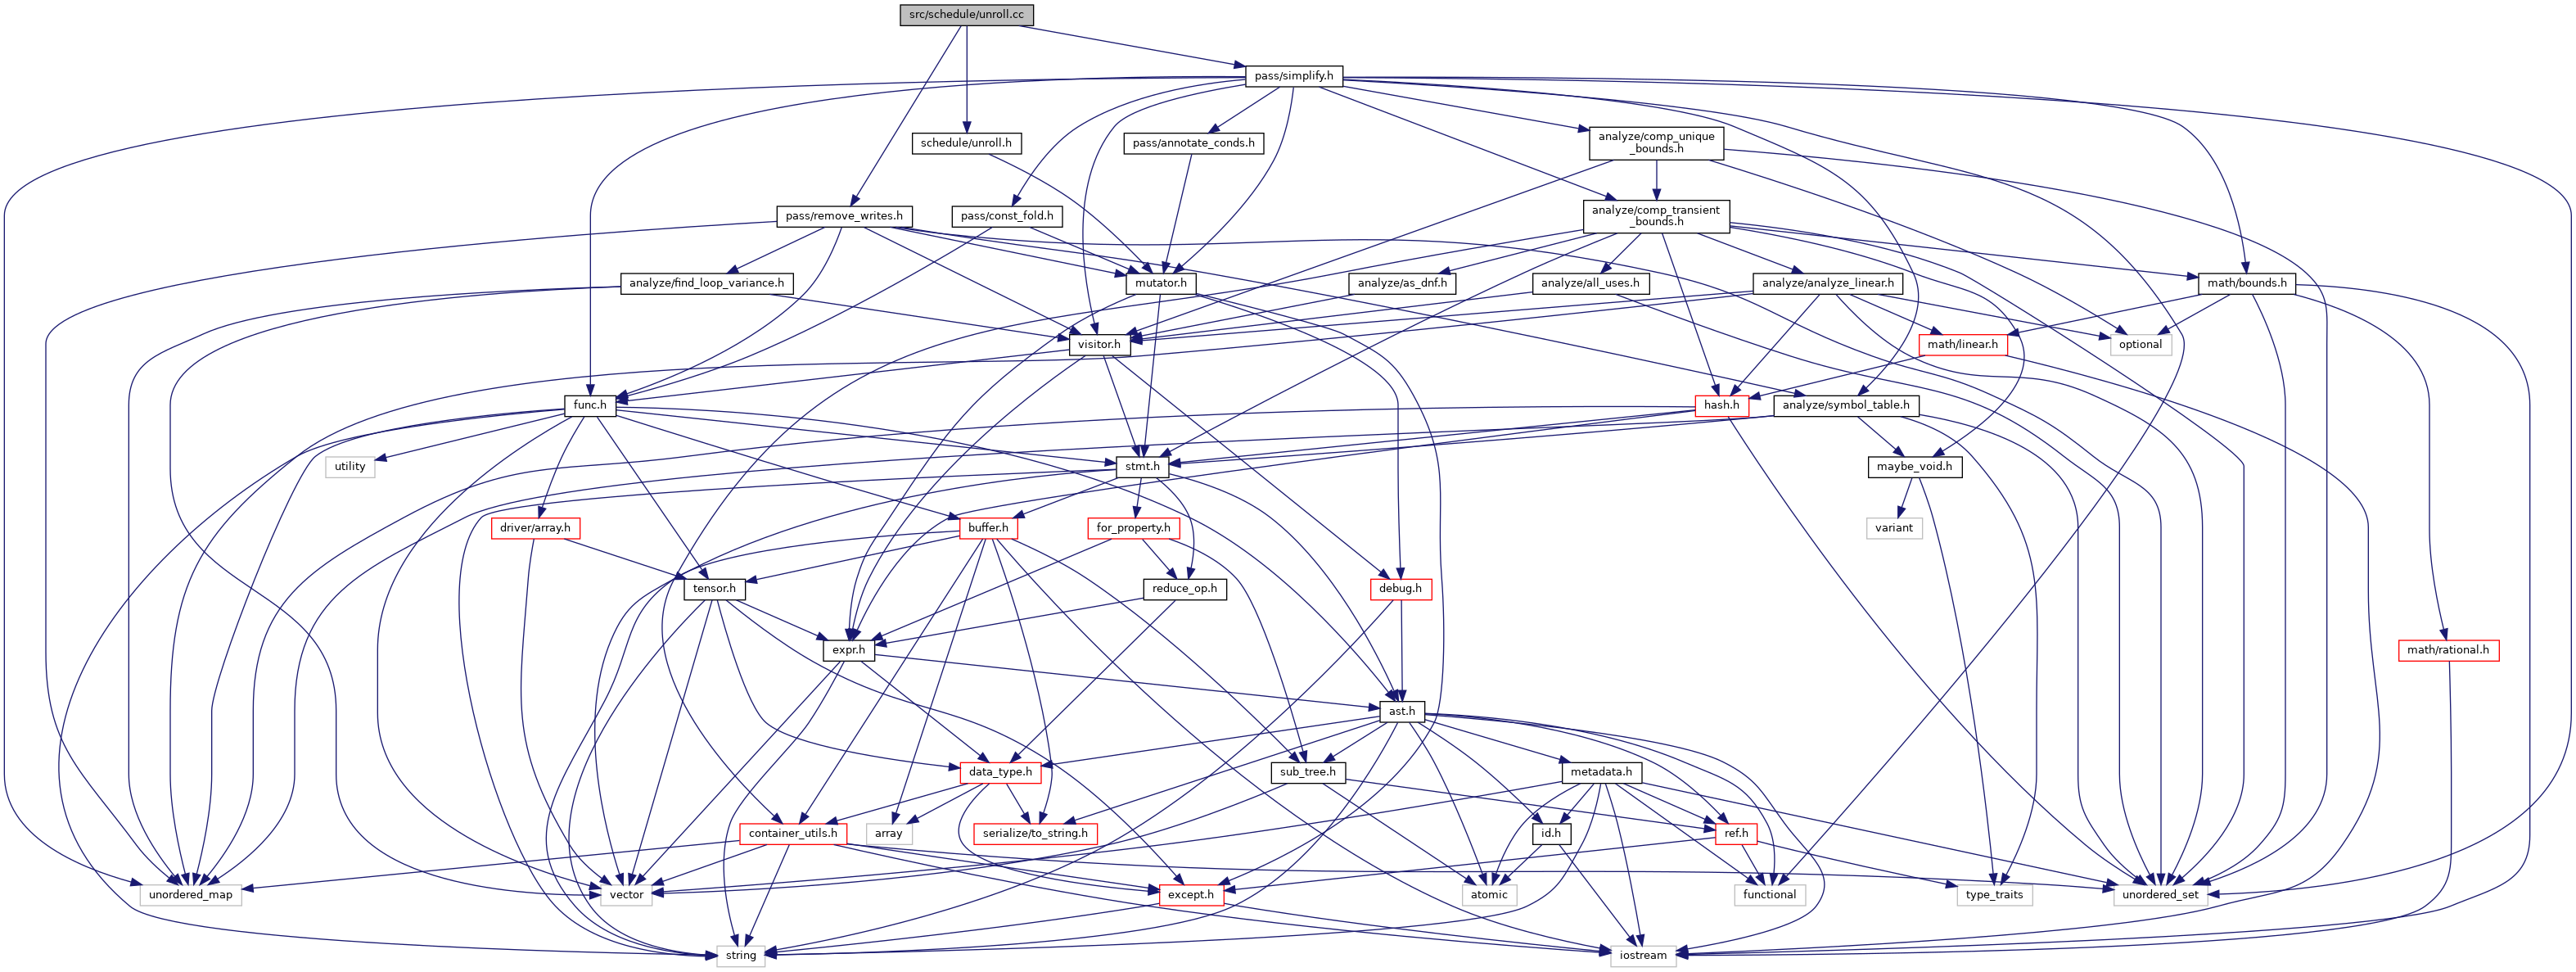 src/schedule/unroll.cc
pass/simplify.h
schedule/unroll.h
pass/annotate_conds.h
analyze/comp_unique
_bounds.h
pass/remove_writes.h
pass/const_fold.h
analyze/comp_transient
_bounds.h
analyze/find_loop_variance.h
mutator.h
analyze/as_dnf.h
analyze/all_uses.h
analyze/analyze_linear.h
math/bounds.h
visitor.h
math/linear.h
optional
func.h
hash.h
analyze/symbol_table.h
utility
stmt.h
maybe_void.h
driver/array.h
buffer.h
for_property.h
variant
tensor.h
reduce_op.h
debug.h
expr.h
math/rational.h
ast.h
data_type.h
sub_tree.h
metadata.h
container_utils.h
array
serialize/to_string.h
id.h
ref.h
unordered_map
vector
except.h
atomic
functional
type_traits
unordered_set
string
iostream